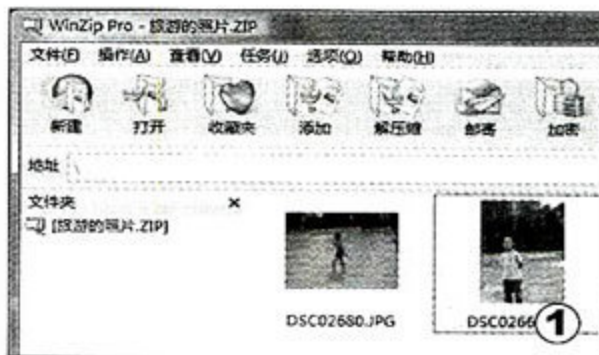 WinZip Pro - 旅游的照片.ZIP
文件(F) 操作(A) 查看(V) 任务(J) 选项(O) 帮助(H)
新建 打开 收藏夹 添加 解压缩 邮寄 加密
地址 \
文件夹 ×
[旅游的照片.ZIP]
DSC02680.JPG DSC0266
1